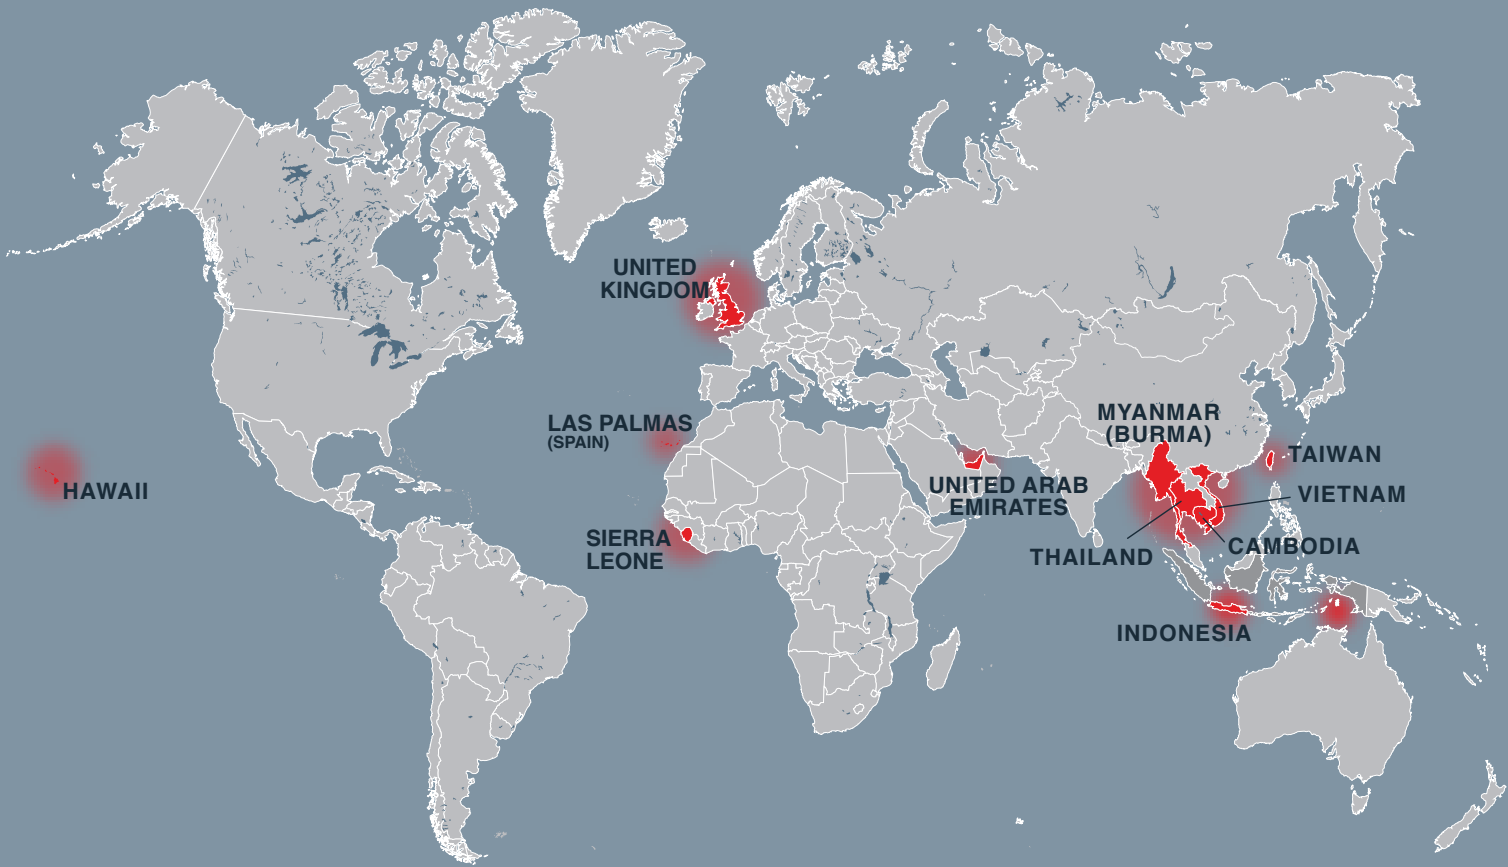 UNITED
KINGDOM
LAS PALMAS
(SPAIN)
HAWAII
SIERRA
LEONE
UNITED ARAB
EMIRATES
MYANMAR
(BURMA)
TAIWAN
VIETNAM
CAMBODIA
THAILAND
INDONESIA